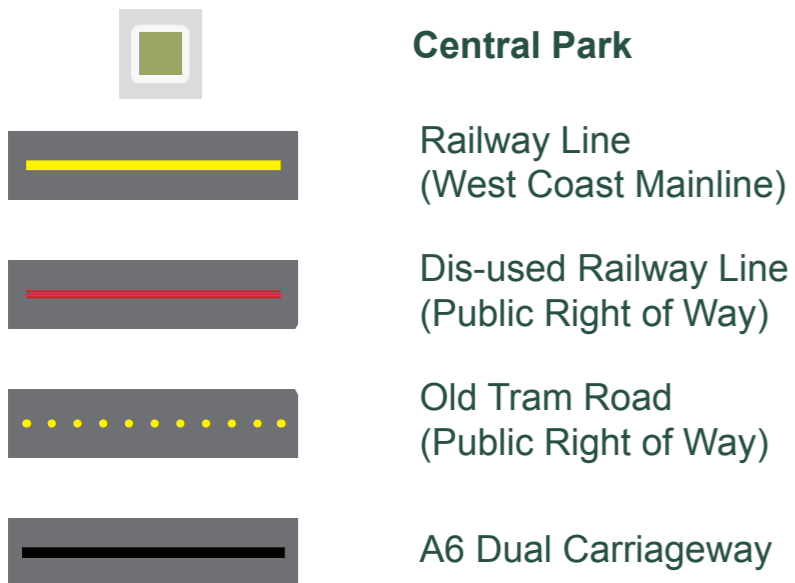 Central Park
Railway Line
(West Coast Mainline)
Dis-used Railway Line
(Public Right of Way)
Old Tram Road
(Public Right of Way)
A6 Dual Carriageway